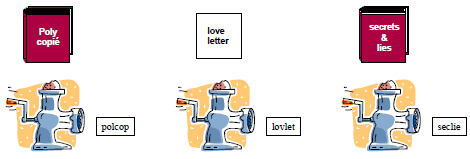 Poly
copié
love
letter
secrets
&
lies
polcop
lovlet
seclie